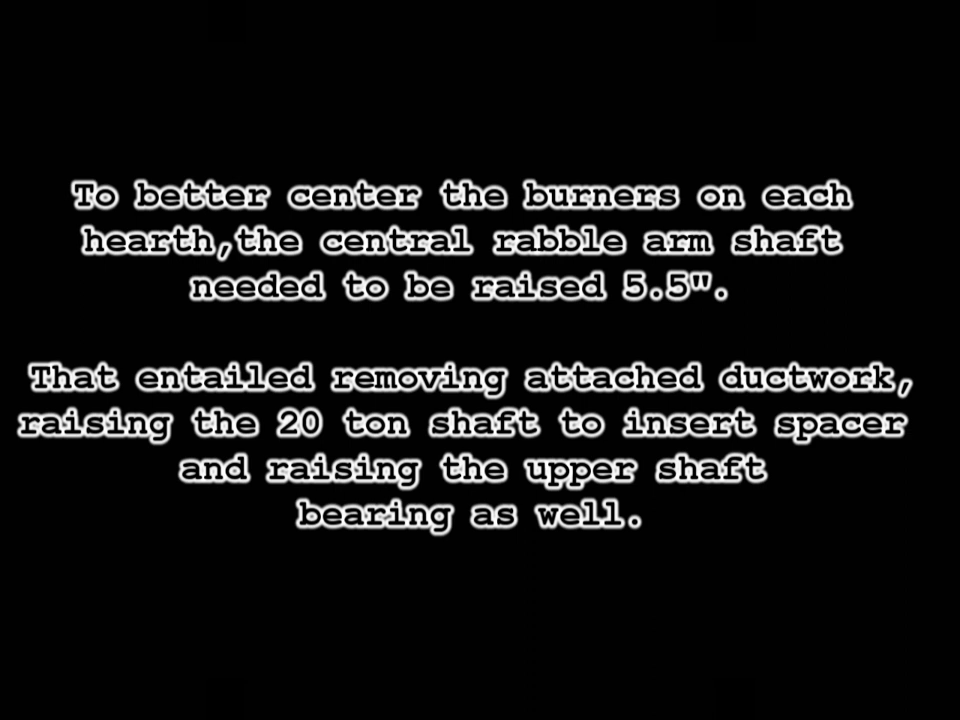 To better center the burners on each
hearth,the central rabble arm shaft
needed to be raised 5.5".
That entailed removing attached ductwork,
raising the 20 ton shaft to insert spacer
and raising the upper shaft
bearing as well.